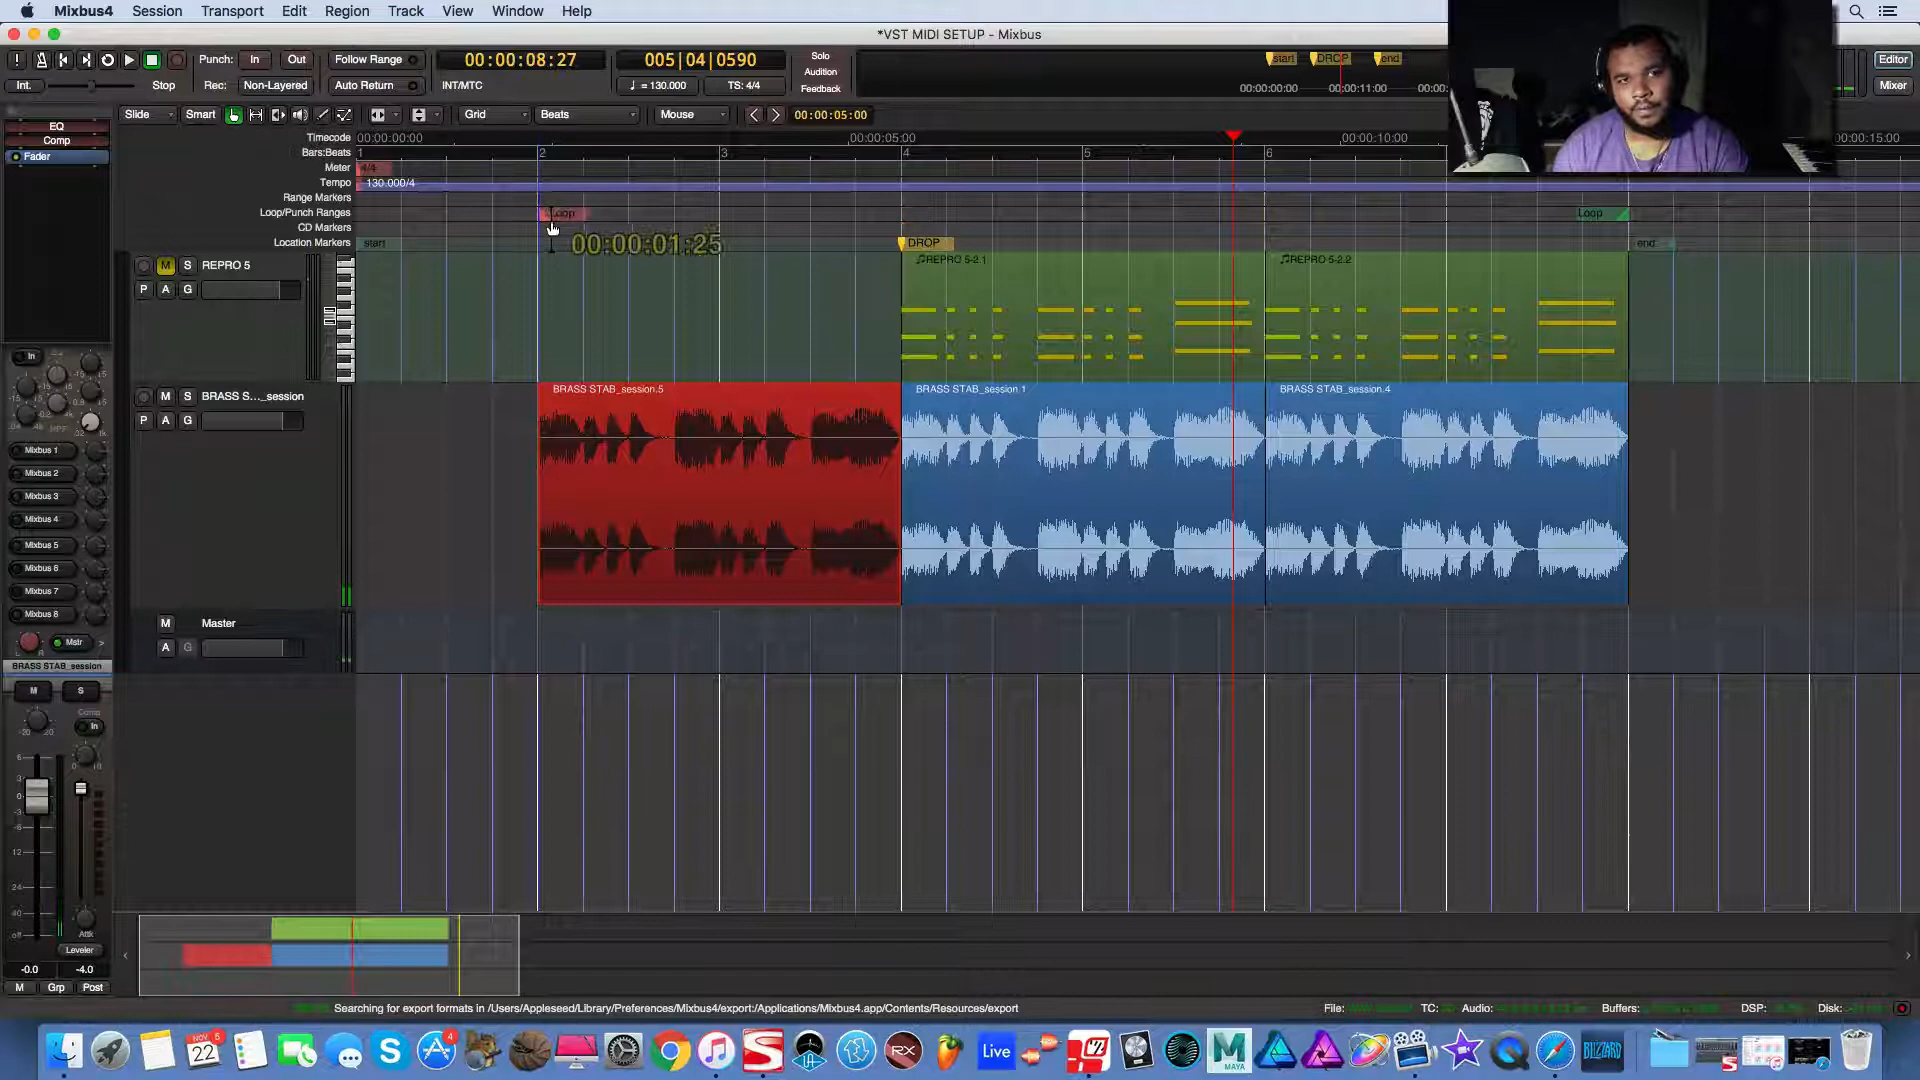 Mixbus4 Session Transport Edit Region Track View Window Help
*VST MIDI SETUP - Mixbus
Punch: In Out
Follow Range
00:00:08:27
005|04|0590
Solo
Audition
Feedback
start DROP end
Editor
Int.
Stop
Rec: Non-Layered
Auto Return
INT/MTC
♩ = 130.000
TS: 4/4
00:00:00:00
00:00:11:00
00:00:
Mixer
Slide
Smart
Grid
Beats
Mouse
00:00:05:00
EQ
Comp
Fader
Timecode
00:00:00:00
00:00:05:00
00:00:10:00
00:00:15:00
Bars:Beats
1 2 3 4 5 6
Meter
4/4
Tempo
130.000/4
Range Markers
Loop/Punch Ranges
Loop
Loop
CD Markers
Location Markers
start
00:00:01:25
DROP
end
M S REPRO 5
P A G
REPRO 5-2.1
REPRO 5-2.2
M S BRASS S..._session
P A G
BRASS STAB_session.5
BRASS STAB_session.1
BRASS STAB_session.4
In
Mixbus 1
Mixbus 2
Mixbus 3
Mixbus 4
Mixbus 5
Mixbus 6
Mixbus 7
Mixbus 8
M Master
A G
Mstr
BRASS STAB_session
M S
Comp
In
Attk
Leveler
-0.0 -4.0
M Grp Post
Searching for export formats in /Users/Appleseed/Library/Preferences/Mixbus4/export:/Applications/Mixbus4.app/Contents/Resources/export
File:
TC:
Audio:
Buffers:
DSP:
Disk:
NOV
22
Live
RX
MAYA
BLIZZARD